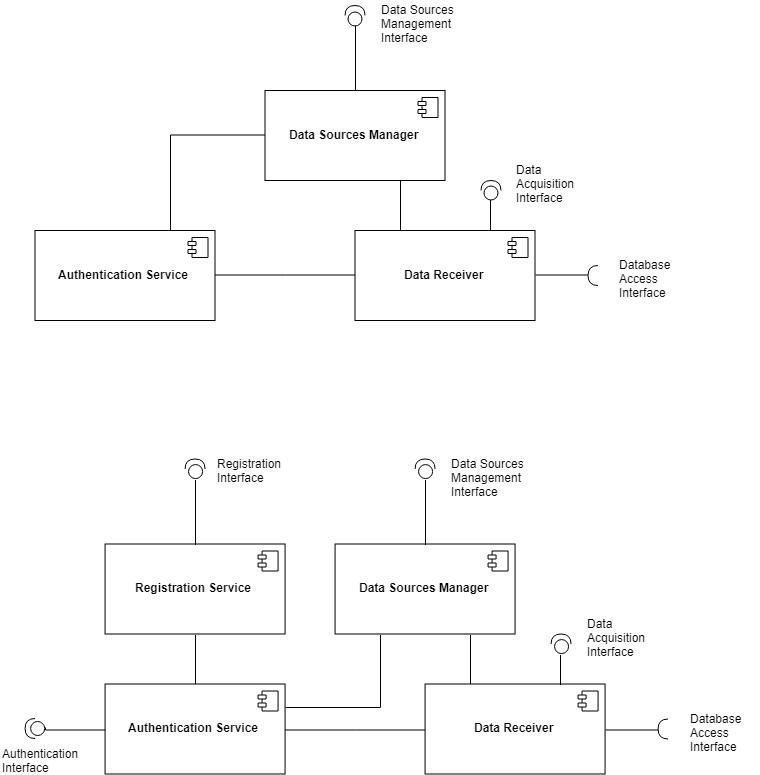 Data Sources
Management
Interface
Data Sources Manager
Data
Acquisition
Interface
Authentication Service
Data Receiver
Database
Access
Interface
Registration
Interface
Data Sources
Management
Interface
Registration Service
Data Sources Manager
Data
Acquisition
Interface
Authentication Service
Data Receiver
Database
Access
Interface
Authentication
Interface